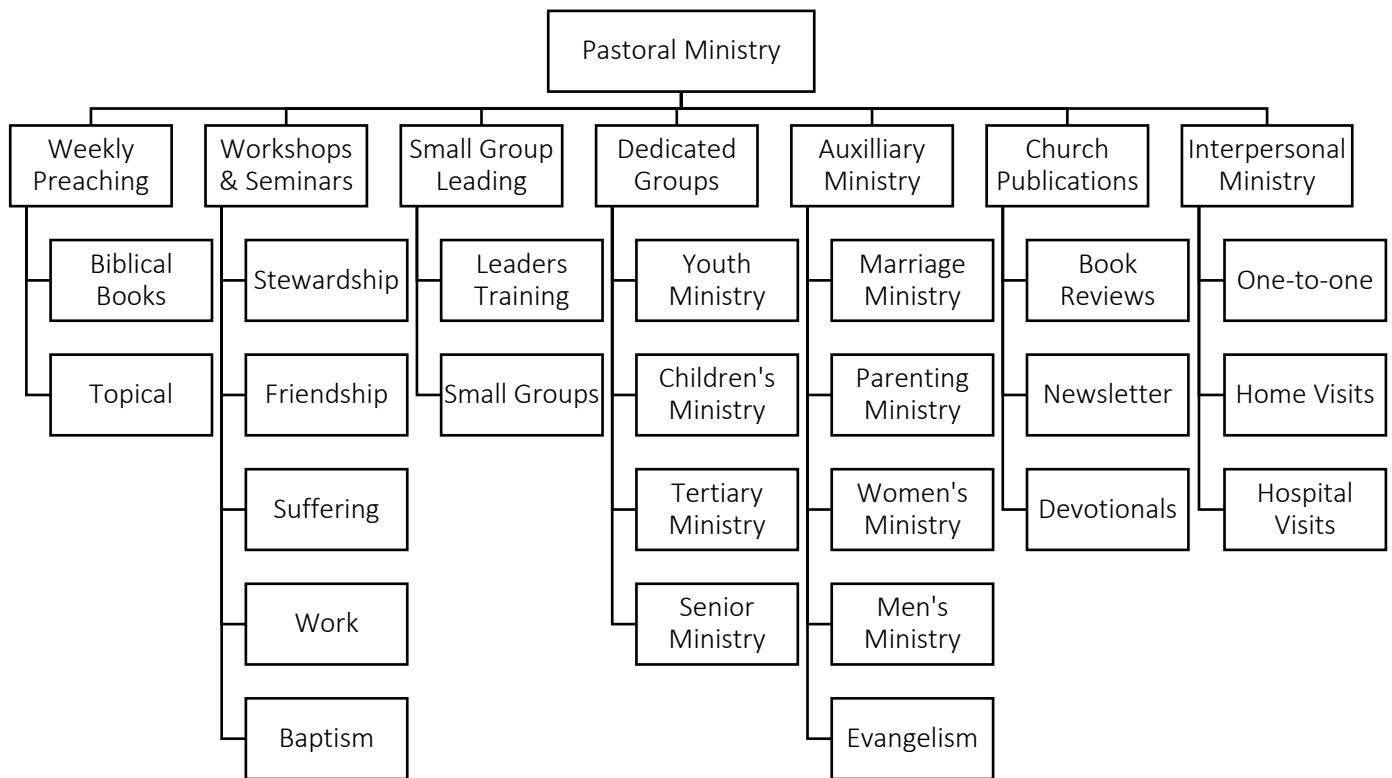 Pastoral Ministry
Weekly
Preaching
Biblical
Books
Topical
Workshops
& Seminars
Stewardship
Friendship
Suffering
Work
Baptism
Small Group
Leading
Leaders
Training
Small Groups
Dedicated
Groups
Youth
Ministry
Children's
Ministry
Tertiary
Ministry
Senior
Ministry
Auxilliary
Ministry
Marriage
Ministry
Parenting
Ministry
Women's
Ministry
Men's
Ministry
Evangelism
Church
Publications
Book
Reviews
Newsletter
Devotionals
Interpersonal
Ministry
One-to-one
Home Visits
Hospital
Visits